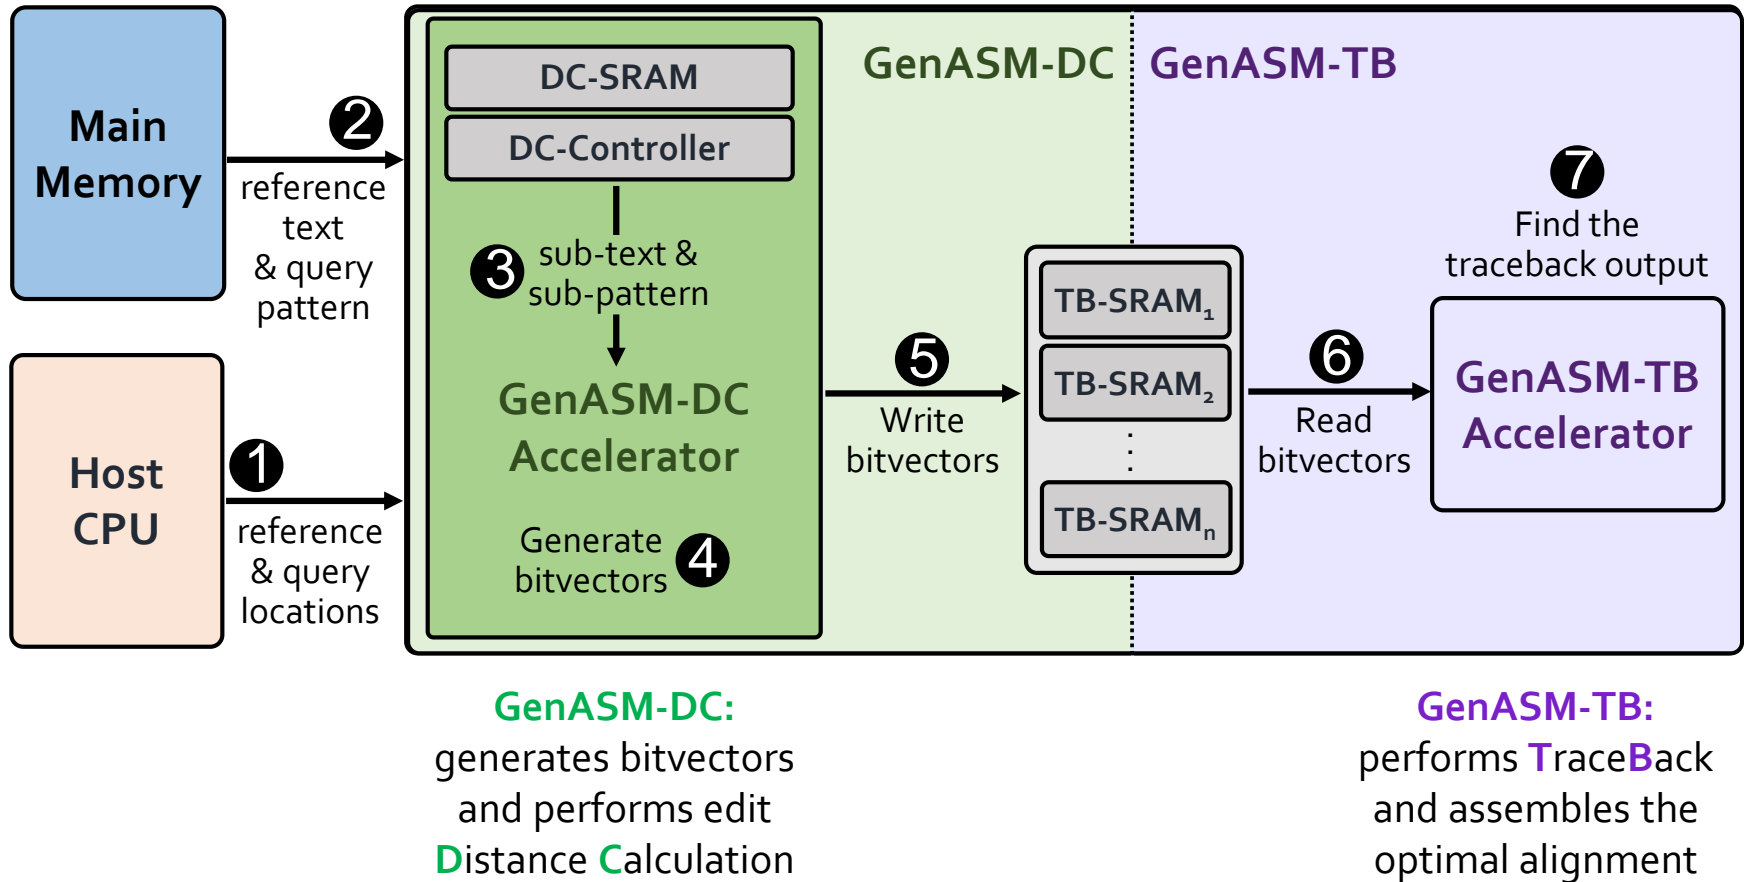 Main
Memory
2
reference
text
& query
pattern
Host
CPU
1
reference
& query
locations
DC-SRAM
DC-Controller
3
sub-text &
sub-pattern
GenASM-DC
Accelerator
Generate
bitvectors
4
GenASM-DC
GenASM-TB
5
Write
bitvectors
TB-SRAM₁
TB-SRAM₂
⋮
TB-SRAMₙ
6
Read
bitvectors
7
Find the
traceback output
GenASM-TB
Accelerator
GenASM-DC:
generates bitvectors
and performs edit
Distance Calculation
GenASM-TB:
performs TraceBack
and assembles the
optimal alignment